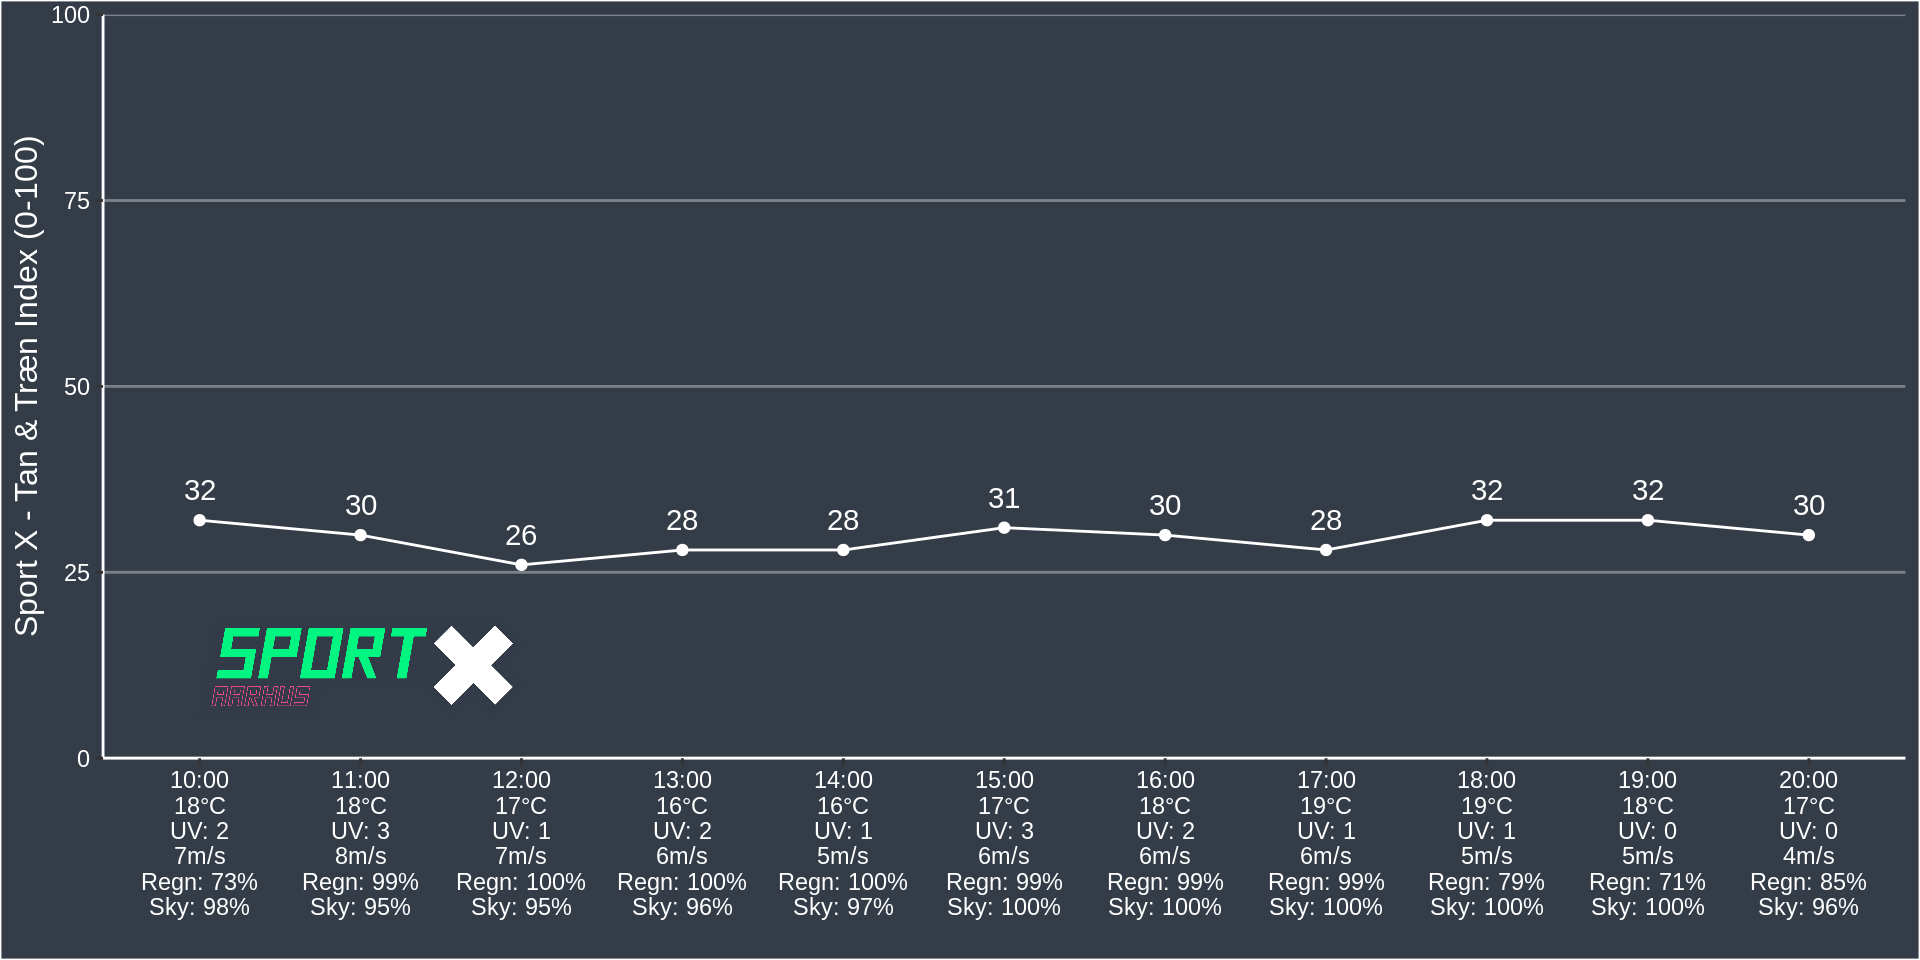 Sport X - Tan & Træn Index (0-100)
100
75
50
25
0
32
30
26
28
28
31
30
28
32
32
30
SPORT X
AARHUS
10:00 11:00 12:00 13:00 14:00 15:00 16:00 17:00 18:00 19:00 20:00
18°C 18°C 17°C 16°C 16°C 17°C 18°C 19°C 19°C 18°C 17°C
UV: 2 UV: 3 UV: 1 UV: 2 UV: 1 UV: 3 UV: 2 UV: 1 UV: 1 UV: 0 UV: 0
7m/s 8m/s 7m/s 6m/s 5m/s 6m/s 6m/s 6m/s 5m/s 5m/s 4m/s
Regn: 73% Regn: 99% Regn: 100% Regn: 100% Regn: 100% Regn: 99% Regn: 99% Regn: 99% Regn: 79% Regn: 71% Regn: 85%
Sky: 98% Sky: 95% Sky: 95% Sky: 96% Sky: 97% Sky: 100% Sky: 100% Sky: 100% Sky: 100% Sky: 100% Sky: 96%